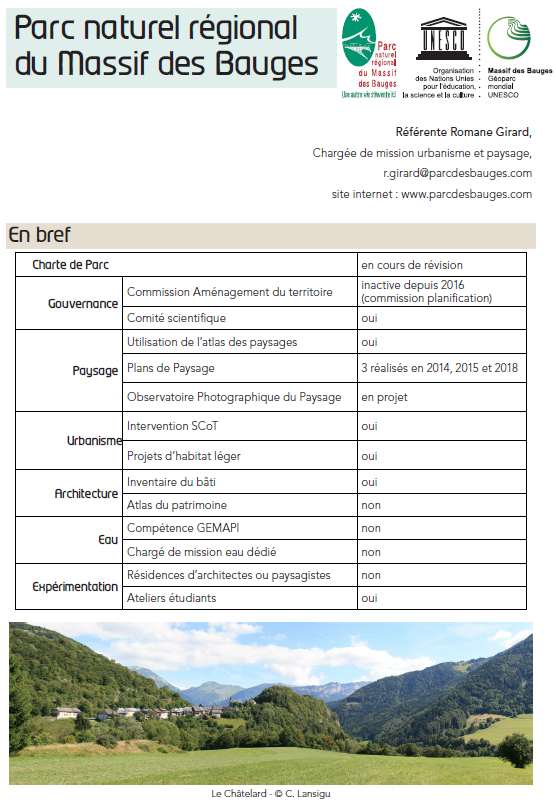 Parc naturel régional
du Massif des Bauges
Parc
naturel
régional
du Massif
des Bauges
Une autre vie s'invente ici
UNESCO
Organisation
des Nations Unies
pour l'éducation,
la science et la culture
Massif des Bauges
Géoparc
mondial
UNESCO
Référente Romane Girard,
Chargée de mission urbanisme et paysage,
r.girard@parcdesbauges.com
site internet : www.parcdesbauges.com
En bref
Charte de Parc en cours de révision
Gouvernance
Commission Aménagement du territoire
inactive depuis 2016
(commission planification)
Comité scientifique oui
Paysage
Utilisation de l'atlas des paysages oui
Plans de Paysage 3 réalisés en 2014, 2015 et 2018
Observatoire Photographique du Paysage en projet
Urbanisme
Intervention SCoT oui
Projets d'habitat léger oui
Architecture
Inventaire du bâti oui
Atlas du patrimoine non
Eau
Compétence GEMAPI non
Chargé de mission eau dédié non
Expérimentation
Résidences d'architectes ou paysagistes non
Ateliers étudiants oui
Le Châtelard - © C. Lansigu